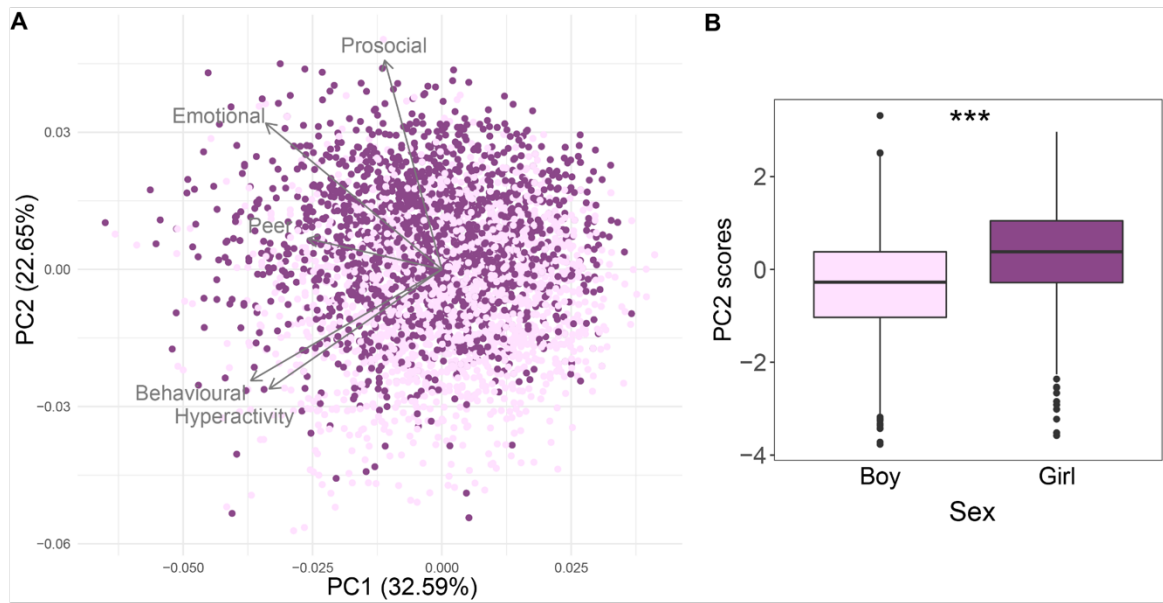 A
Prosocial
Emotional
Peer
Behavioural
Hyperactivity
0.03
0.00
−0.03
−0.06
PC2 (22.65%)
−0.050
−0.025
0.000
0.025
PC1 (32.59%)
B
***
2
0
−2
−4
PC2 scores
Boy
Girl
Sex